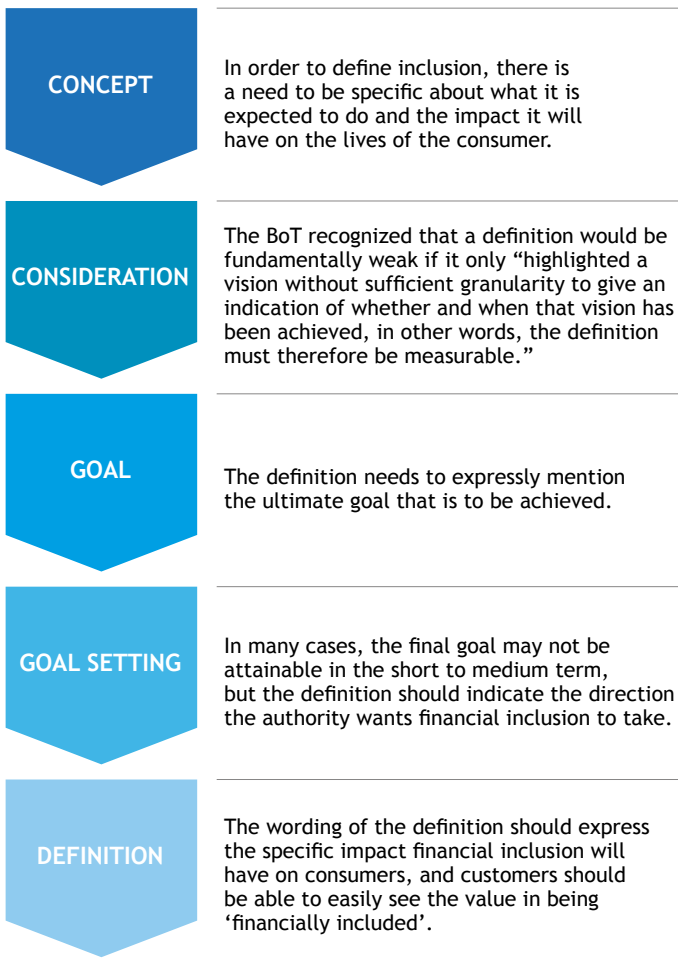 CONCEPT
In order to define inclusion, there is
a need to be specific about what it is
expected to do and the impact it will
have on the lives of the consumer.
CONSIDERATION
The BoT recognized that a definition would be
fundamentally weak if it only “highlighted a
vision without sufficient granularity to give an
indication of whether and when that vision has
been achieved, in other words, the definition
must therefore be measurable.”
GOAL
The definition needs to expressly mention
the ultimate goal that is to be achieved.
GOAL SETTING
In many cases, the final goal may not be
attainable in the short to medium term,
but the definition should indicate the direction
the authority wants financial inclusion to take.
DEFINITION
The wording of the definition should express
the specific impact financial inclusion will
have on consumers, and customers should
be able to easily see the value in being
‘financially included’.